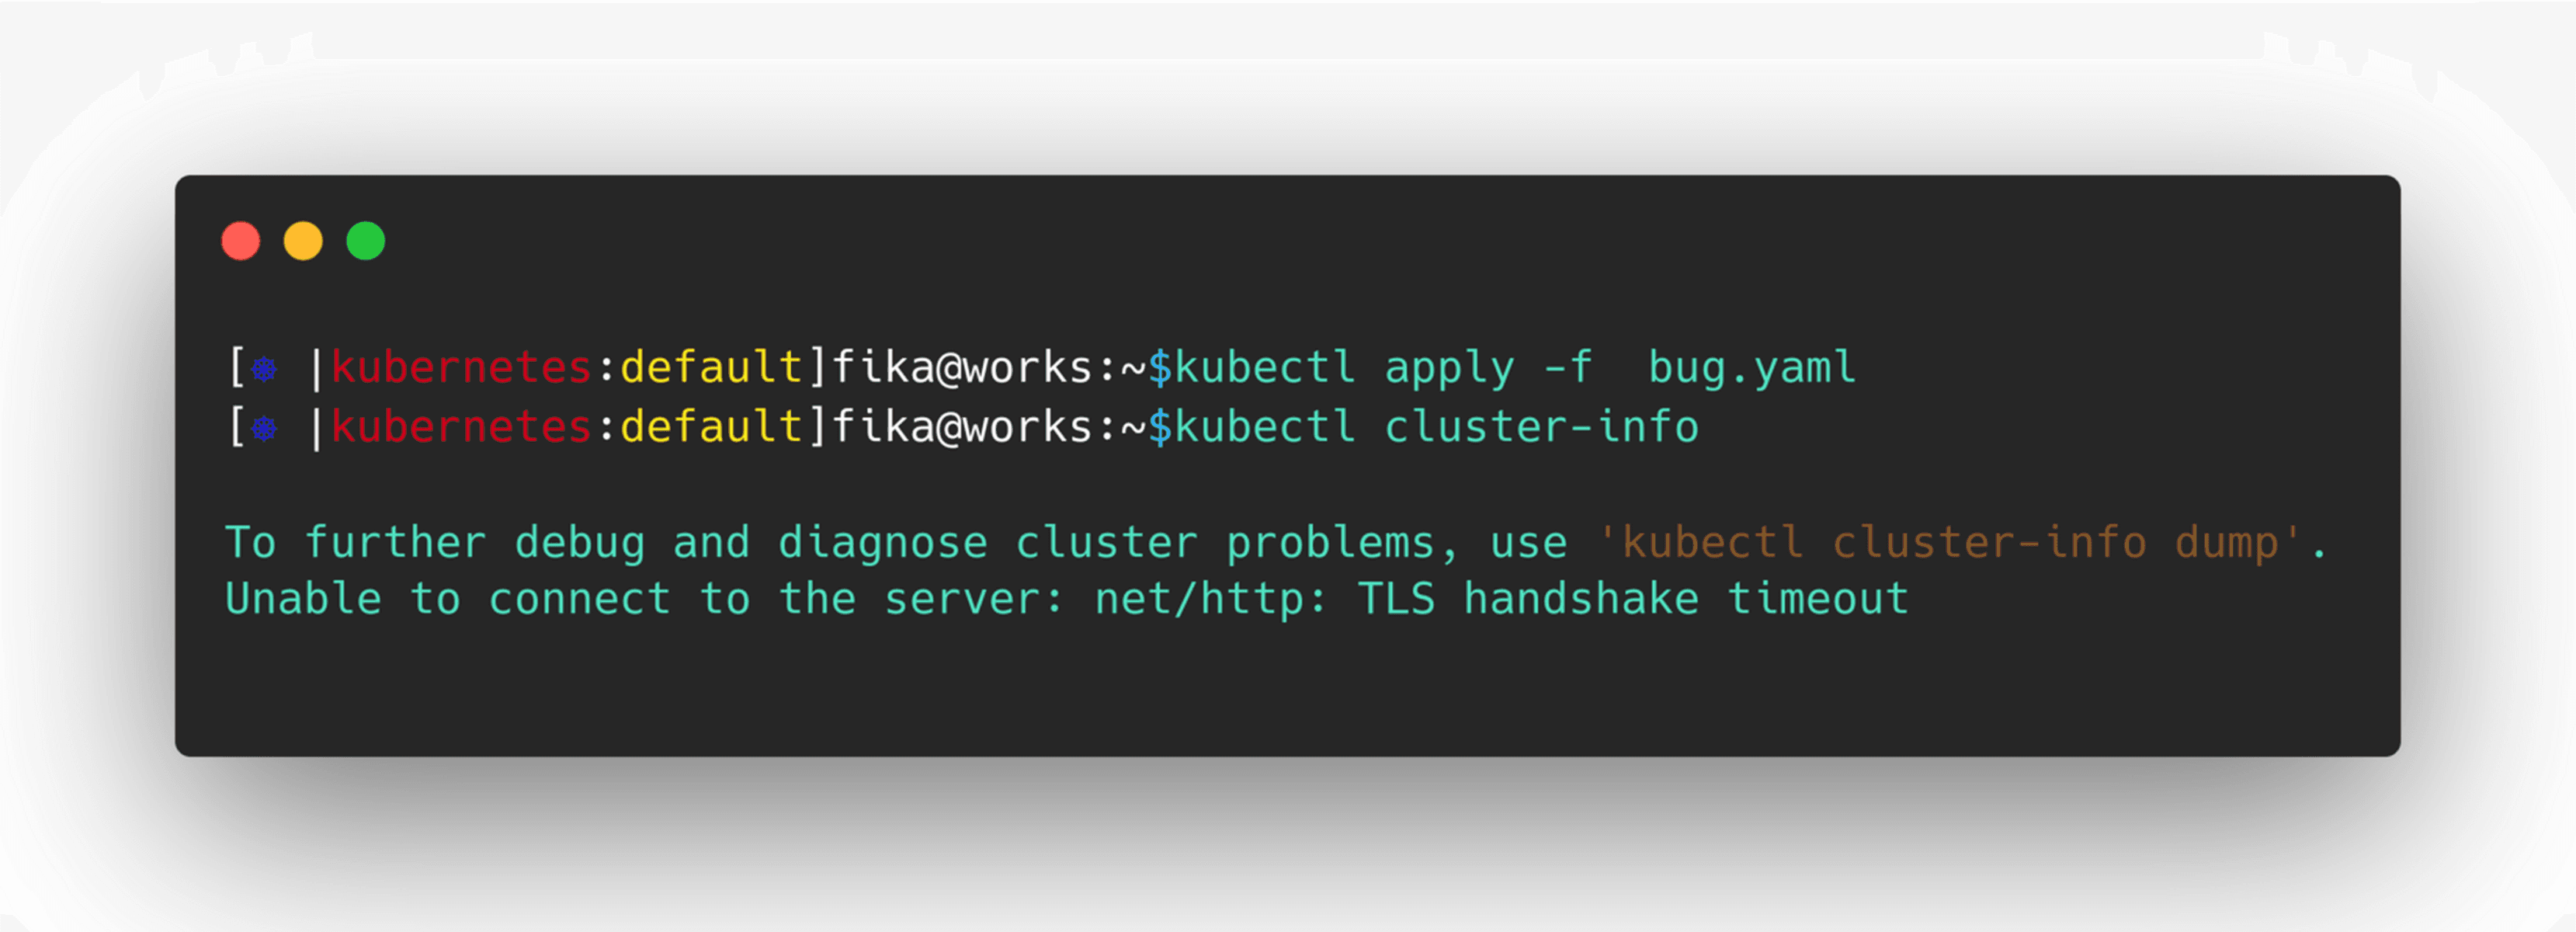 [⎈ |kubernetes:default]fika@works:~$kubectl apply -f  bug.yaml
[⎈ |kubernetes:default]fika@works:~$kubectl cluster-info
To further debug and diagnose cluster problems, use 'kubectl cluster-info dump'.
Unable to connect to the server: net/http: TLS handshake timeout